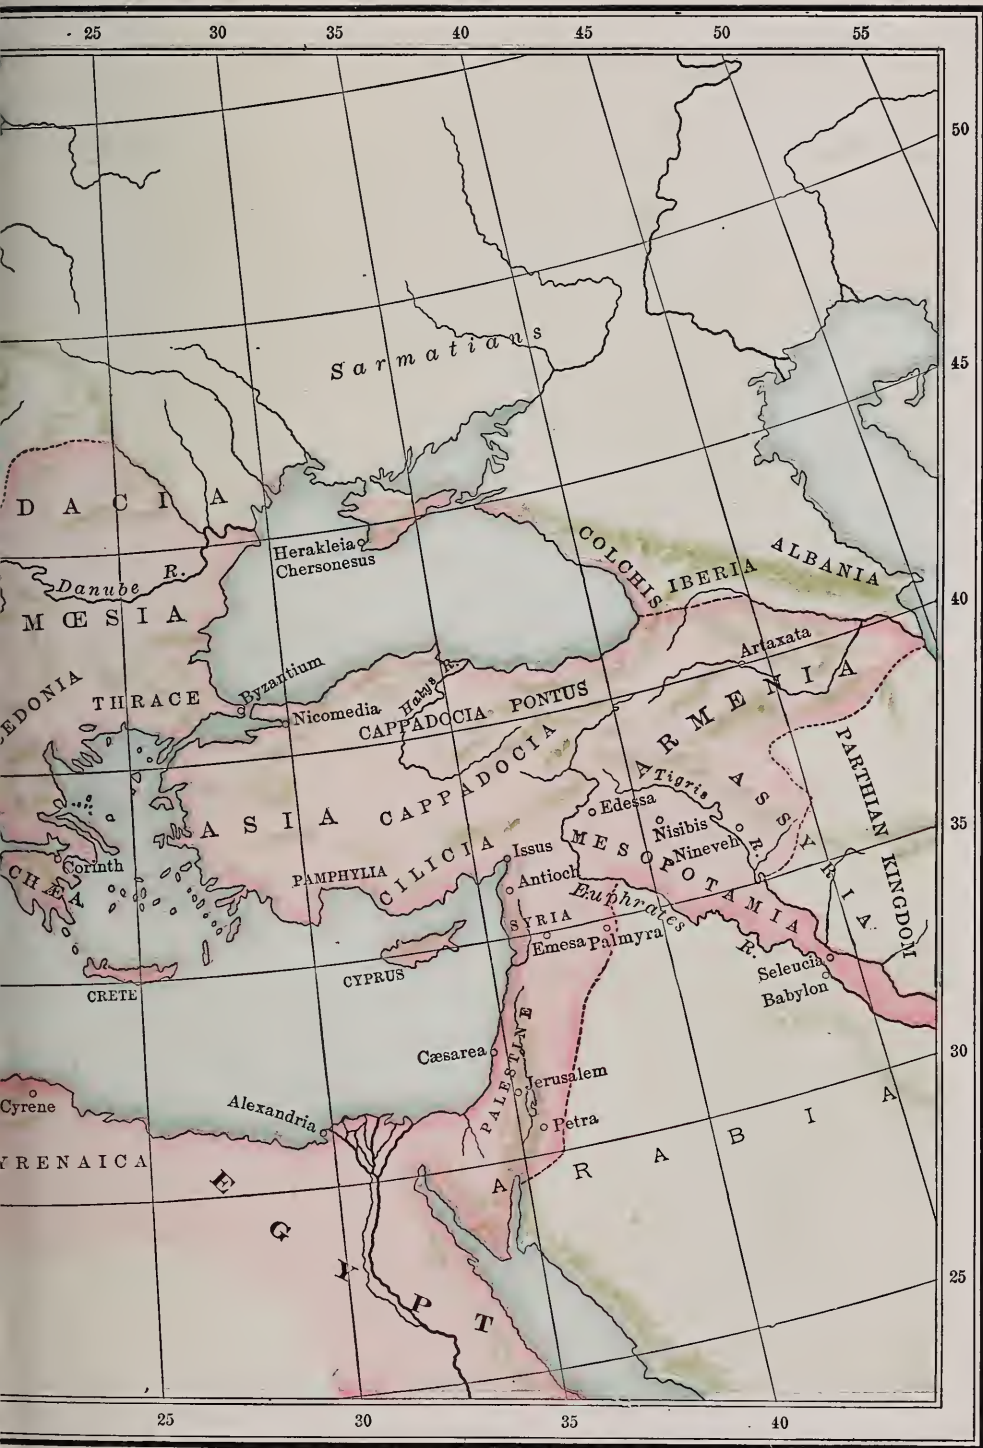 25 30 35 40 45 50 55
50
Sarmatians
45
DACIA
Herakleia
Chersonesus
COLCHIS
IBERIA
ALBANIA
Danube R.
40
MŒSIA
EDONIA
THRACE
Byzantium
Nicomedia
Halys R.
CAPPADOCIA PONTUS
Artaxata
ARMENIA
PARTHIAN KINGDOM
ASIA
CAPPADOCIA
Tigris R.
ASSYRIA
Edessa
Nisibis
Nineveh
35
MESOPOTAMIA
Corinth
CHÆA
PAMPHYLIA
CILICIA
Issus
Antioch
Euphrates R.
SYRIA
Emesa
Palmyra
CRETE
CYPRUS
Seleucia
Babylon
30
Cæsarea
PALESTINE
Jerusalem
Petra
Cyrene
Alexandria
YRENAICA
ARABIA
EGYPT
25
25 30 35 40